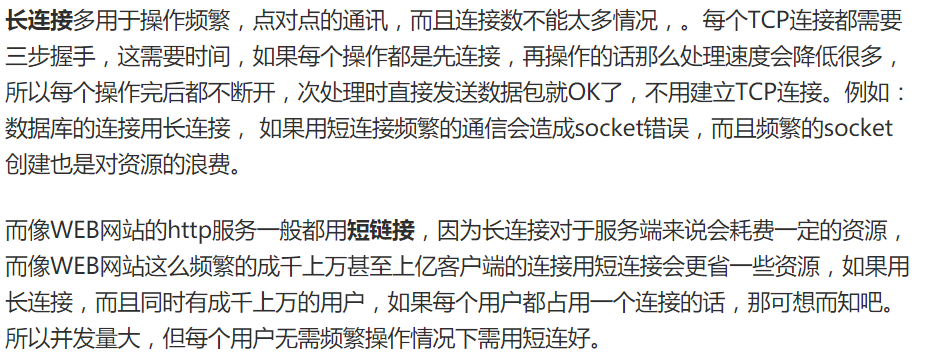 长连接多用于操作频繁，点对点的通讯，而且连接数不能太多情况，。每个TCP连接都需要
三步握手，这需要时间，如果每个操作都是先连接，再操作的话那么处理速度会降低很多，
所以每个操作完后都不断开，次处理时直接发送数据包就OK了，不用建立TCP连接。例如：
数据库的连接用长连接， 如果用短连接频繁的通信会造成socket错误，而且频繁的socket
创建也是对资源的浪费。
而像WEB网站的http服务一般都用短链接，因为长连接对于服务端来说会耗费一定的资源，
而像WEB网站这么频繁的成千上万甚至上亿客户端的连接用短连接会更省一些资源，如果用
长连接，而且同时有成千上万的用户，如果每个用户都占用一个连接的话，那可想而知吧。
所以并发量大，但每个用户无需频繁操作情况下需用短连好。